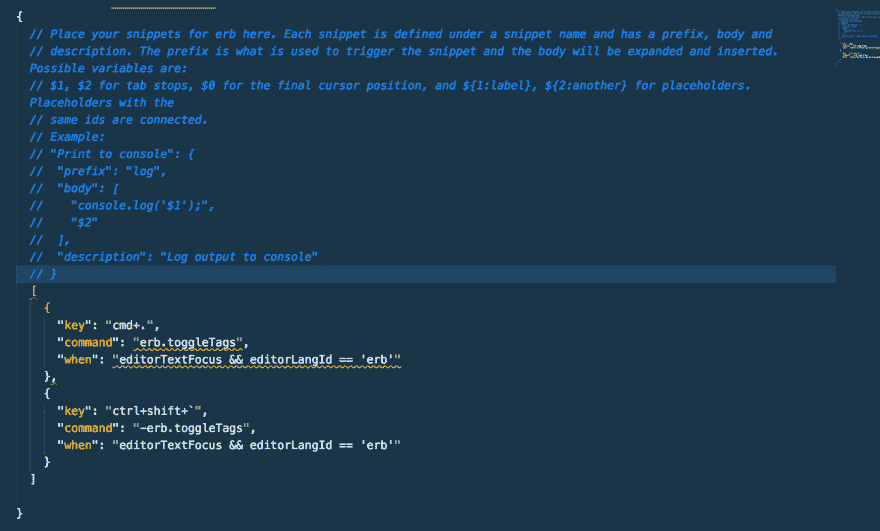 {
// Place your snippets for erb here. Each snippet is defined under a snippet name and has a prefix, body and
// description. The prefix is what is used to trigger the snippet and the body will be expanded and inserted.
Possible variables are:
// $1, $2 for tab stops, $0 for the final cursor position, and ${1:label}, ${2:another} for placeholders.
Placeholders with the
// same ids are connected.
// Example:
// "Print to console": {
//  "prefix": "log",
//  "body": [
//    "console.log('$1');",
//    "$2"
//  ],
//  "description": "Log output to console"
// }
[
{
"key": "cmd+.",
"command": "erb.toggleTags",
"when": "editorTextFocus && editorLangId == 'erb'"
},
{
"key": "ctrl+shift+`",
"command": "-erb.toggleTags",
"when": "editorTextFocus && editorLangId == 'erb'"
}
]
}